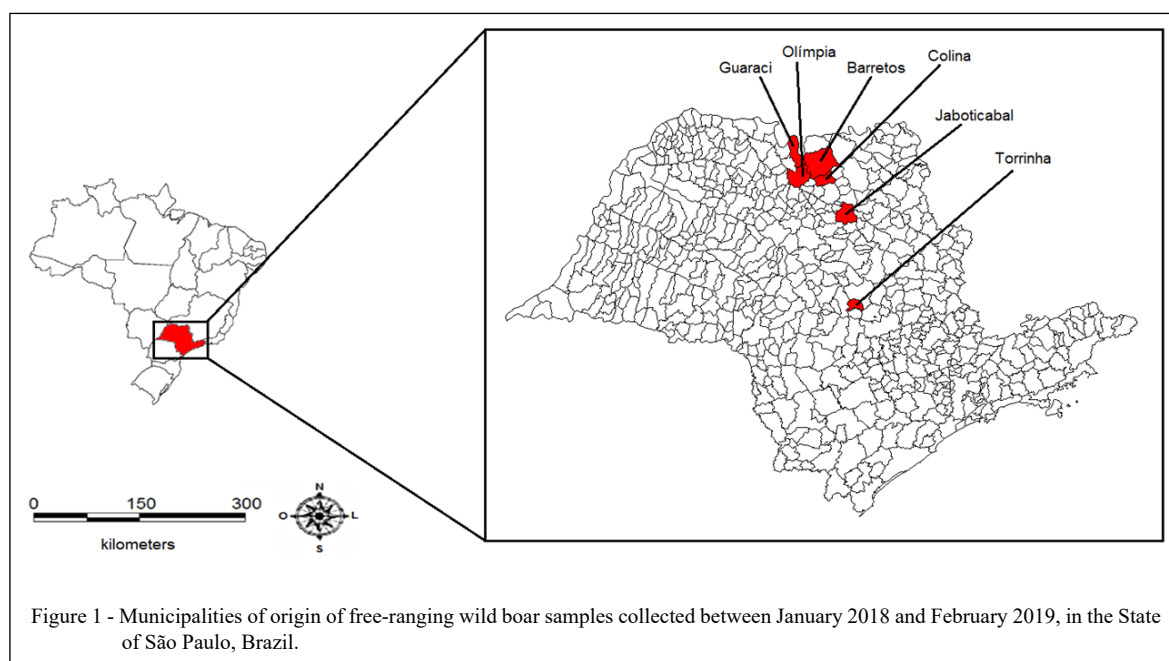 Olímpia
Guaraci
Barretos
Colina
Jaboticabal
Torrinha
0 150 300
kilometers
N
O L
S
Figure 1 - Municipalities of origin of free-ranging wild boar samples collected between January 2018 and February 2019, in the State
of São Paulo, Brazil.